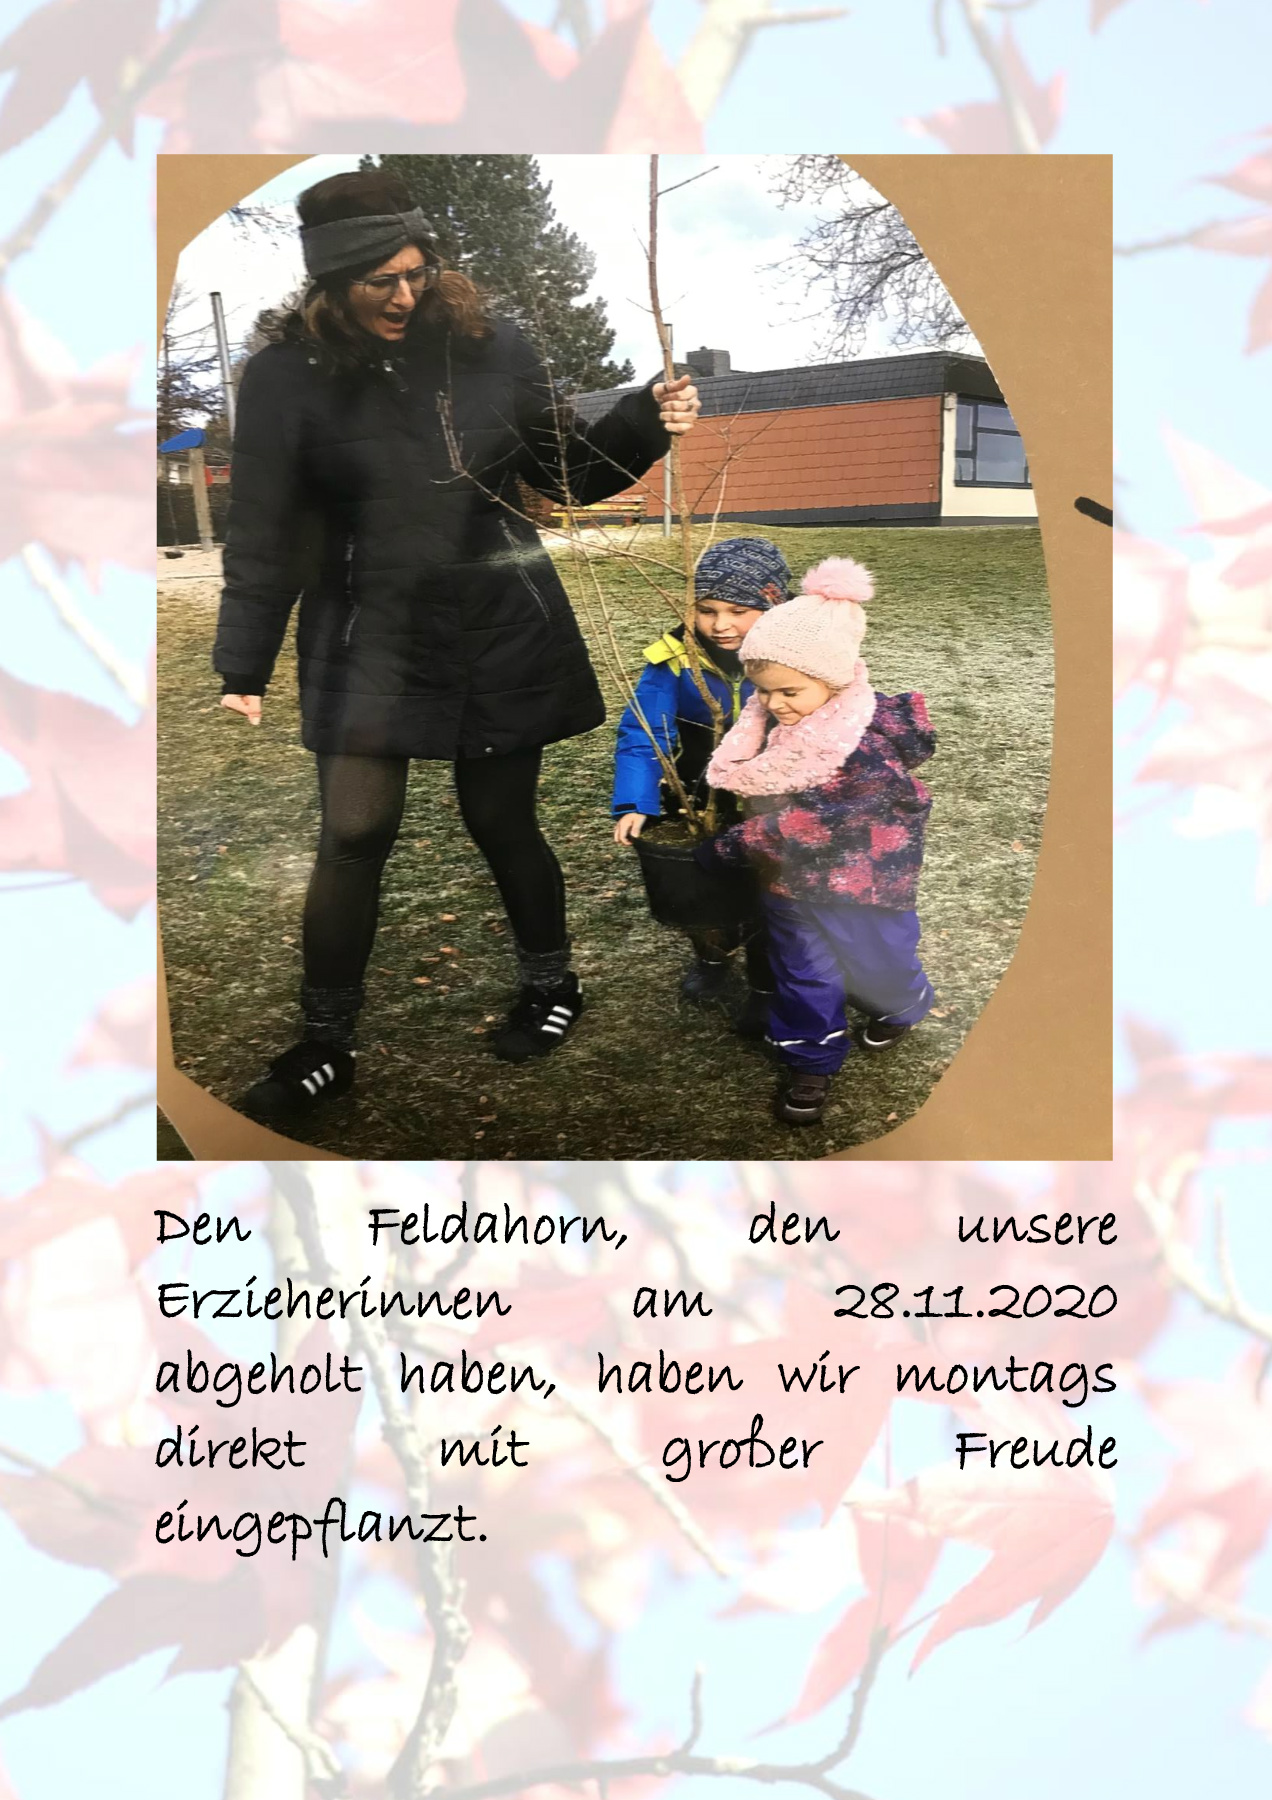 Den Feldahorn, den unsere
Erzieherinnen am 28.11.2020
abgeholt haben, haben wir montags
direkt mit großer Freude
eingepflanzt.